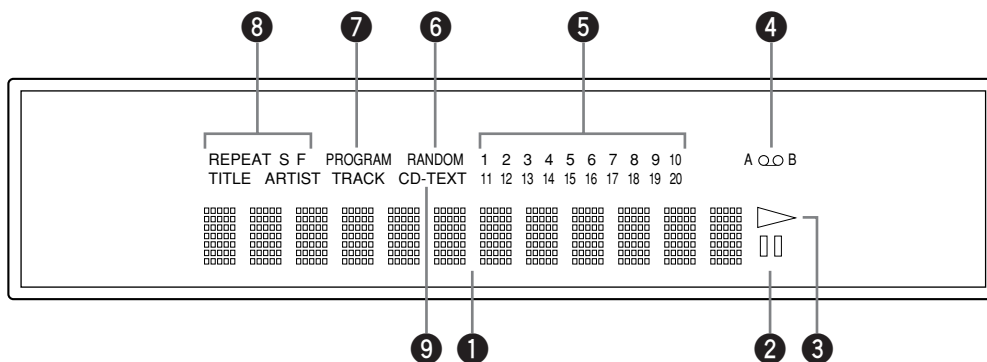 8 7 6 5 4
REPEAT S F PROGRAM RANDOM 1 2 3 4 5 6 7 8 9 10 A B
TITLE ARTIST TRACK CD-TEXT 11 12 13 14 15 16 17 18 19 20
9 1 2 3